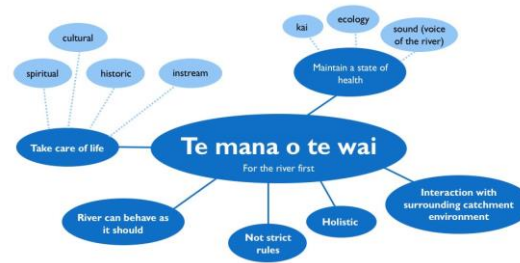 cultural
spiritual
historic
instream
Take care of life
kai
ecology
sound (voice
of the river)
Maintain a state of
health
Te mana o te wai
For the river first
River can behave as
it should
Not strict
rules
Holistic
Interaction with
surrounding catchment
environment